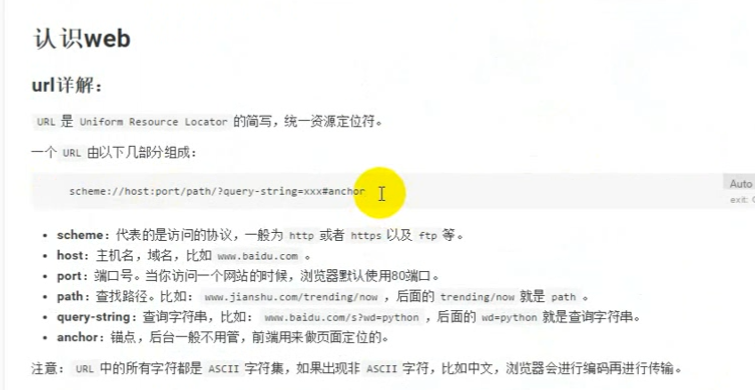 认识web
url详解：
URL 是 Uniform Resource Locator 的简写，统一资源定位符。
一个 URL 由以下几部分组成：
scheme://host:port/path/?query-string=xxx#anchor
Auto
exit:
scheme：代表的是访问的协议，一般为 http 或者 https 以及 ftp 等。
host：主机名，域名，比如 www.baidu.com 。
port：端口号。当你访问一个网站的时候，浏览器默认使用80端口。
path：查找路径。比如： www.jianshu.com/trending/now ，后面的 trending/now 就是 path 。
query-string：查询字符串，比如： www.baidu.com/s?wd=python ，后面的 wd=python 就是查询字符串。
anchor：锚点，后台一般不用管，前端用来做页面定位的。
注意： URL 中的所有字符都是 ASCII 字符集，如果出现非 ASCII 字符，比如中文，浏览器会进行编码再进行传输。